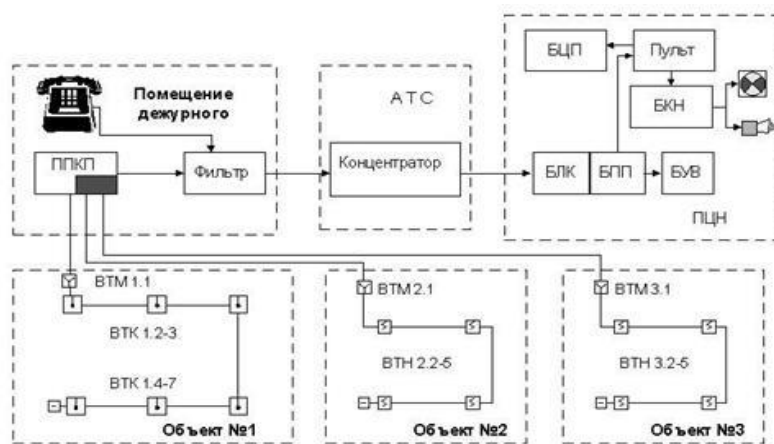 Помещение
дежурного
ППКП
Фильтр
АТС
Концентратор
БЦП
Пульт
БКН
БЛК
БПП
БУВ
ПЦН
ВТМ 1.1
ВТК 1.2-3
ВТК 1.4-7
Объект №1
ВТМ 2.1
ВТН 2.2-5
Объект №2
ВТМ 3.1
ВТН 3.2-5
Объект №3